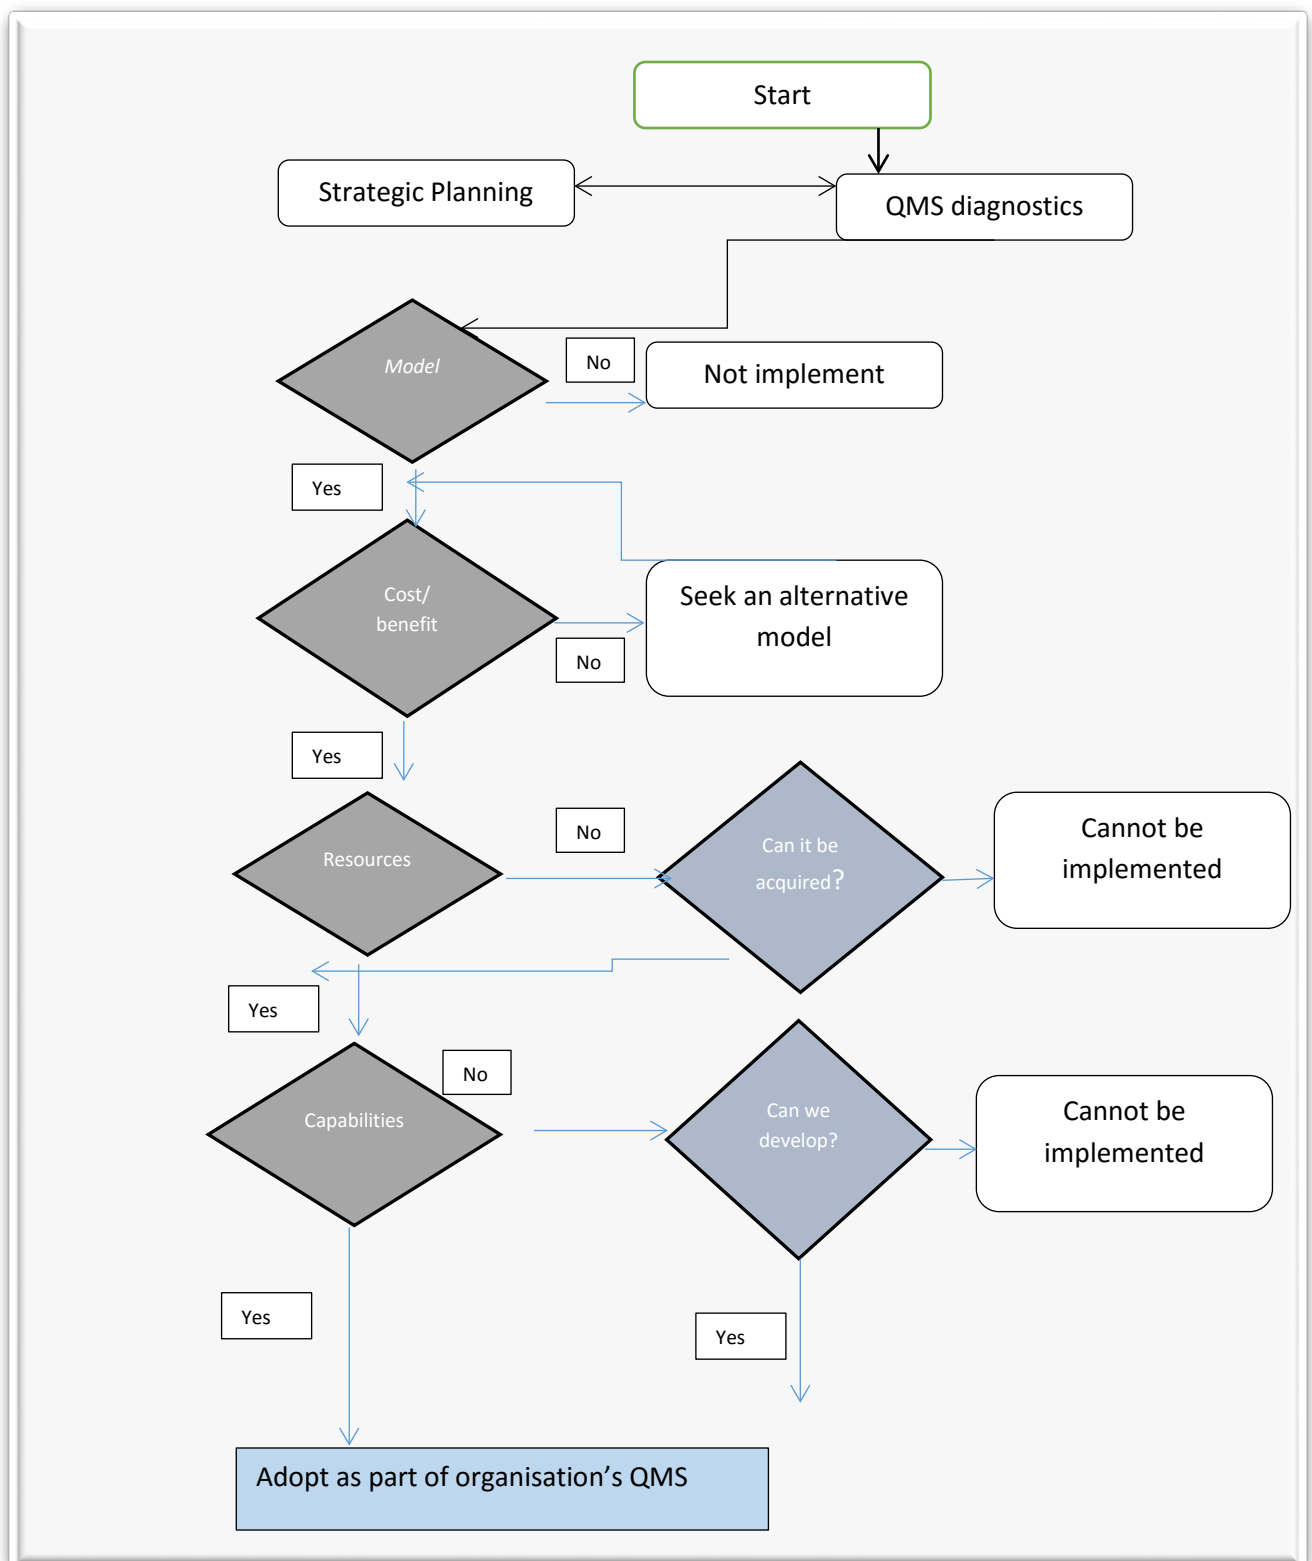 Start
Strategic Planning
QMS diagnostics
Model
No
Not implement
Yes
Cost/
benefit
Seek an alternative
model
No
Yes
Resources
No
Can it be
acquired?
Cannot be
implemented
Yes
Capabilities
No
Can we
develop?
Cannot be
implemented
Yes
Yes
Adopt as part of organisation’s QMS